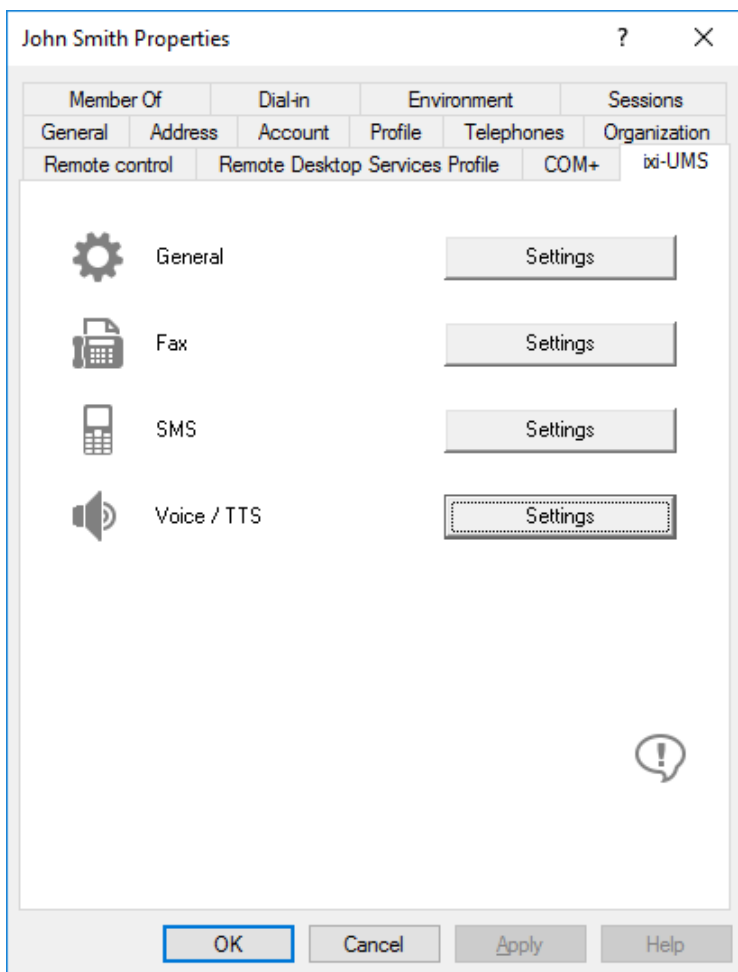 John Smith Properties ?
Member Of Dial-in Environment Sessions
General Address Account Profile Telephones Organization
Remote control Remote Desktop Services Profile COM+ ixi-UMS
General Settings
Fax Settings
SMS Settings
Voice / TTS Settings
!
OK Cancel Apply Help